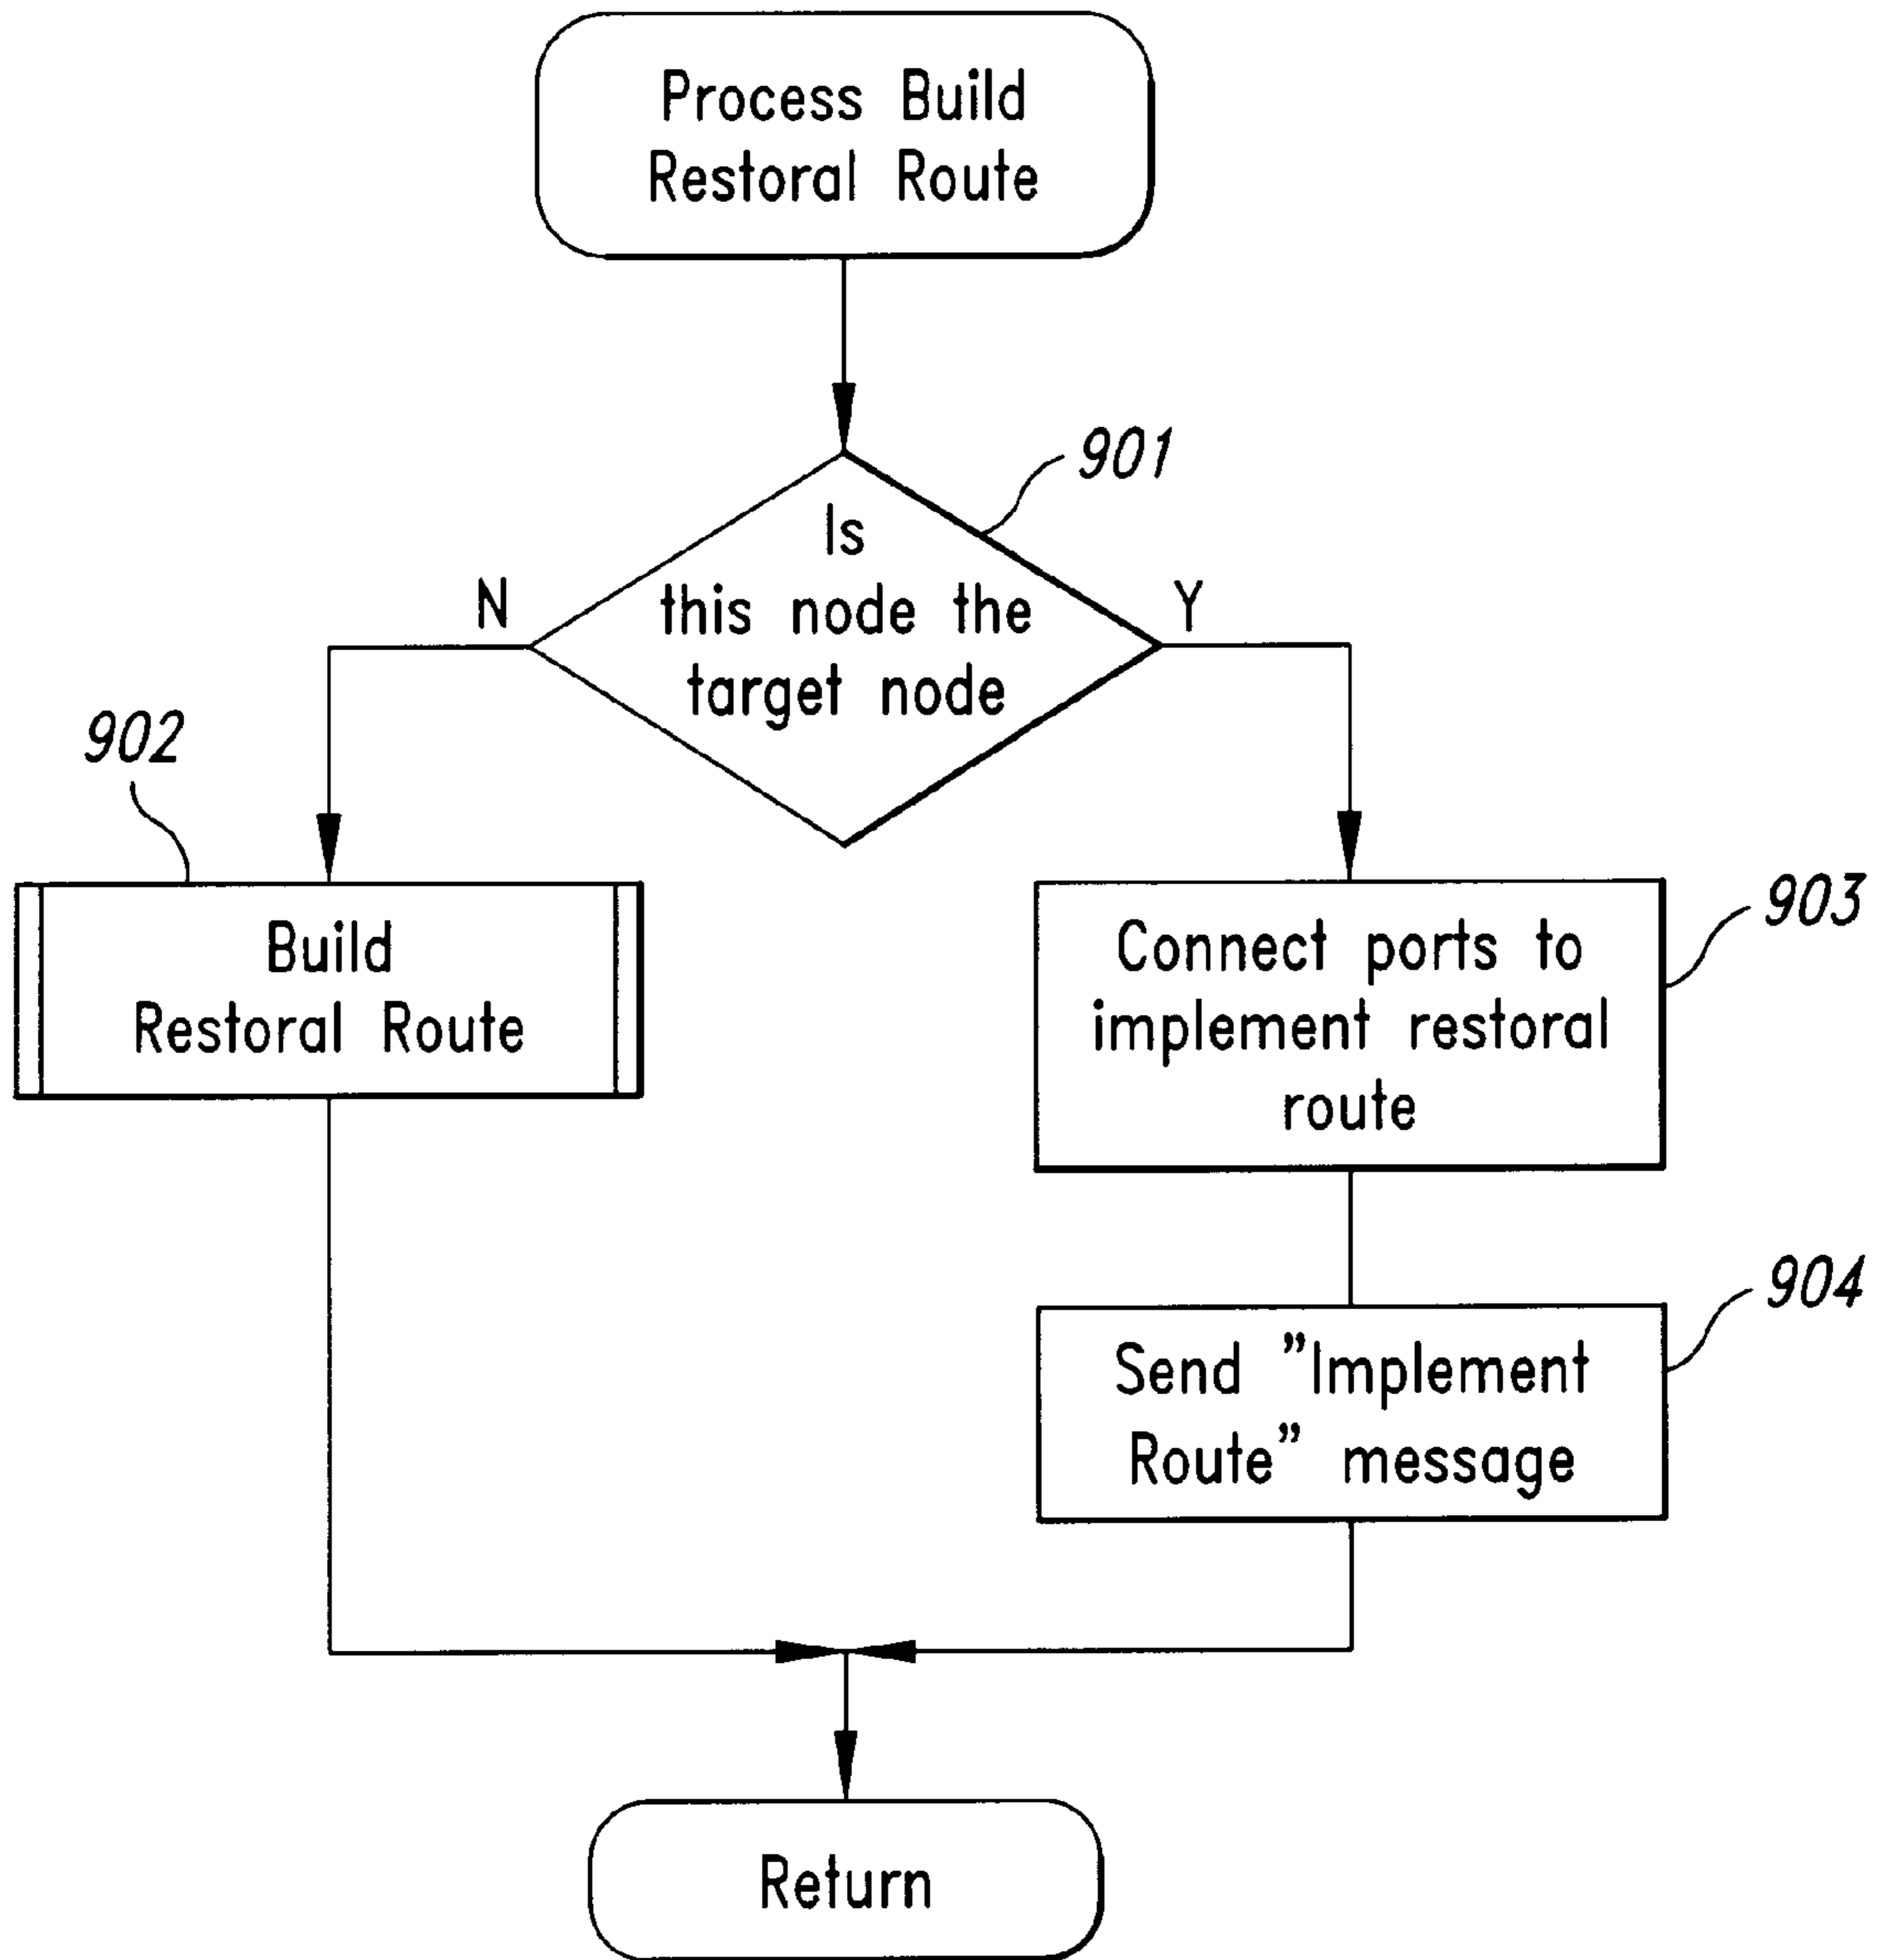 Process Build
Restoral Route
901
Is
this node the
target node
N
Y
902
Build
Restoral Route
903
Connect ports to
implement restoral
route
904
Send ”Implement
Route” message
Return